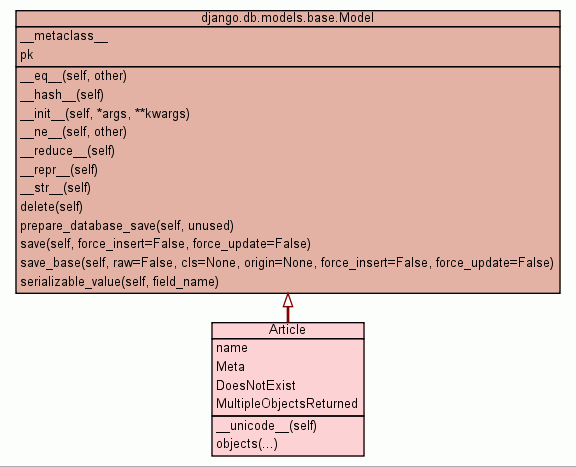 django.db.models.base.Model
__metaclass__
pk
__eq__(self, other)
__hash__(self)
__init__(self, *args, **kwargs)
__ne__(self, other)
__reduce__(self)
__repr__(self)
__str__(self)
delete(self)
prepare_database_save(self, unused)
save(self, force_insert=False, force_update=False)
save_base(self, raw=False, cls=None, origin=None, force_insert=False, force_update=False)
serializable_value(self, field_name)
Article
name
Meta
DoesNotExist
MultipleObjectsReturned
__unicode__(self)
objects(...)